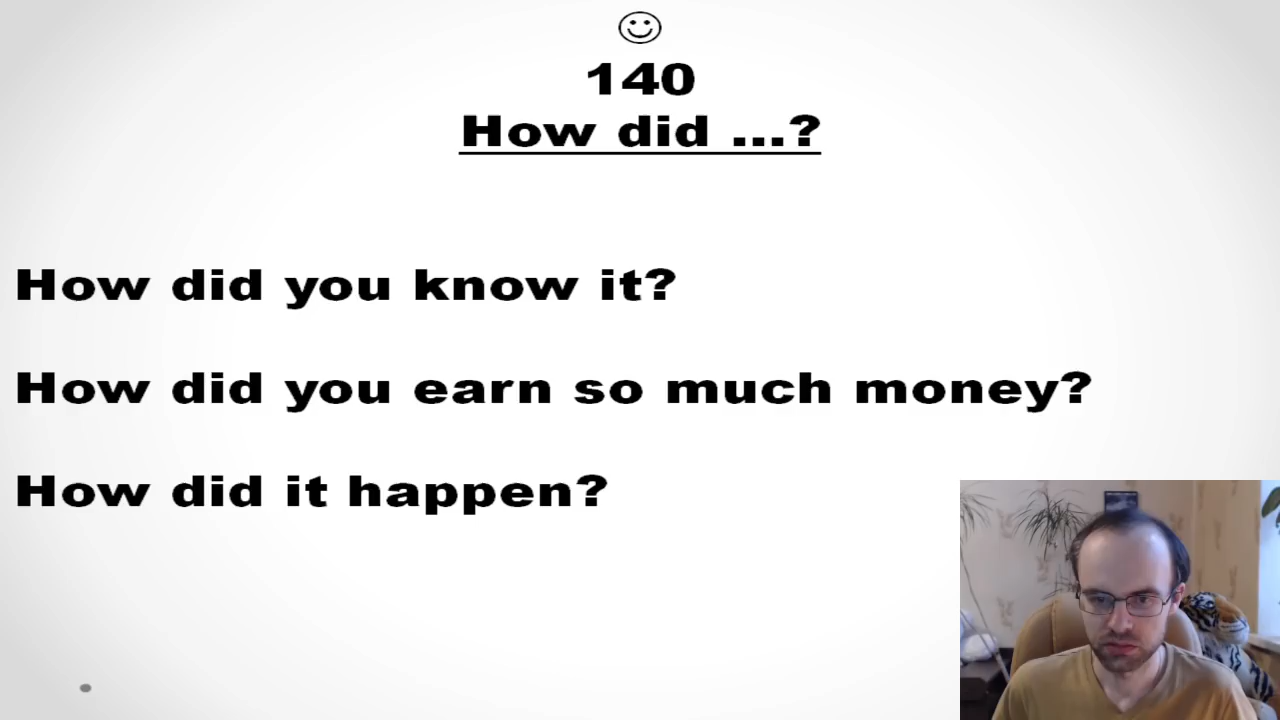 140
How did ...?
How did you know it?
How did you earn so much money?
How did it happen?